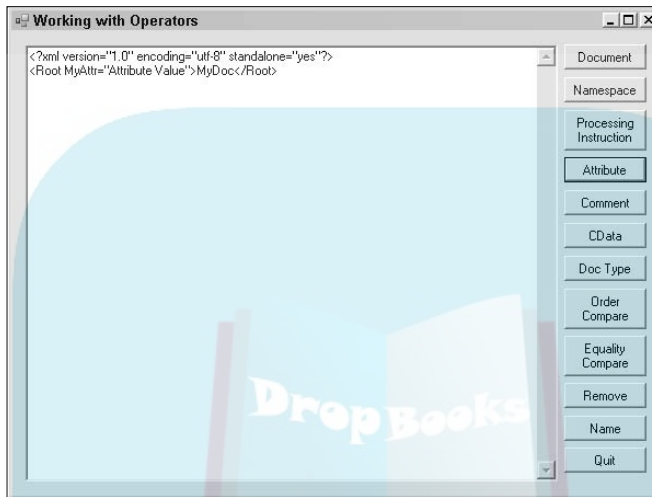 Working with Operators
<?xml version="1.0" encoding="utf-8" standalone="yes"?>
<Root MyAttr="Attribute Value">MyDoc</Root>
Document
Namespace
Processing
Instruction
Attribute
Comment
CData
Doc Type
Order
Compare
Equality
Compare
Remove
Name
Quit
DropBooks